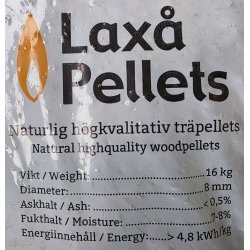 Laxå
Pellets
Naturlig högkvalitativ träpellets
Natural highquality woodpellets
Vikt / Weight: 16 kg
Diameter: 8 mm
Askhalt / Ash: < 0,5%
Fukthalt / Moisture: 7-8%
Energiinnehåll / Energy: > 4,8 kWh/kg